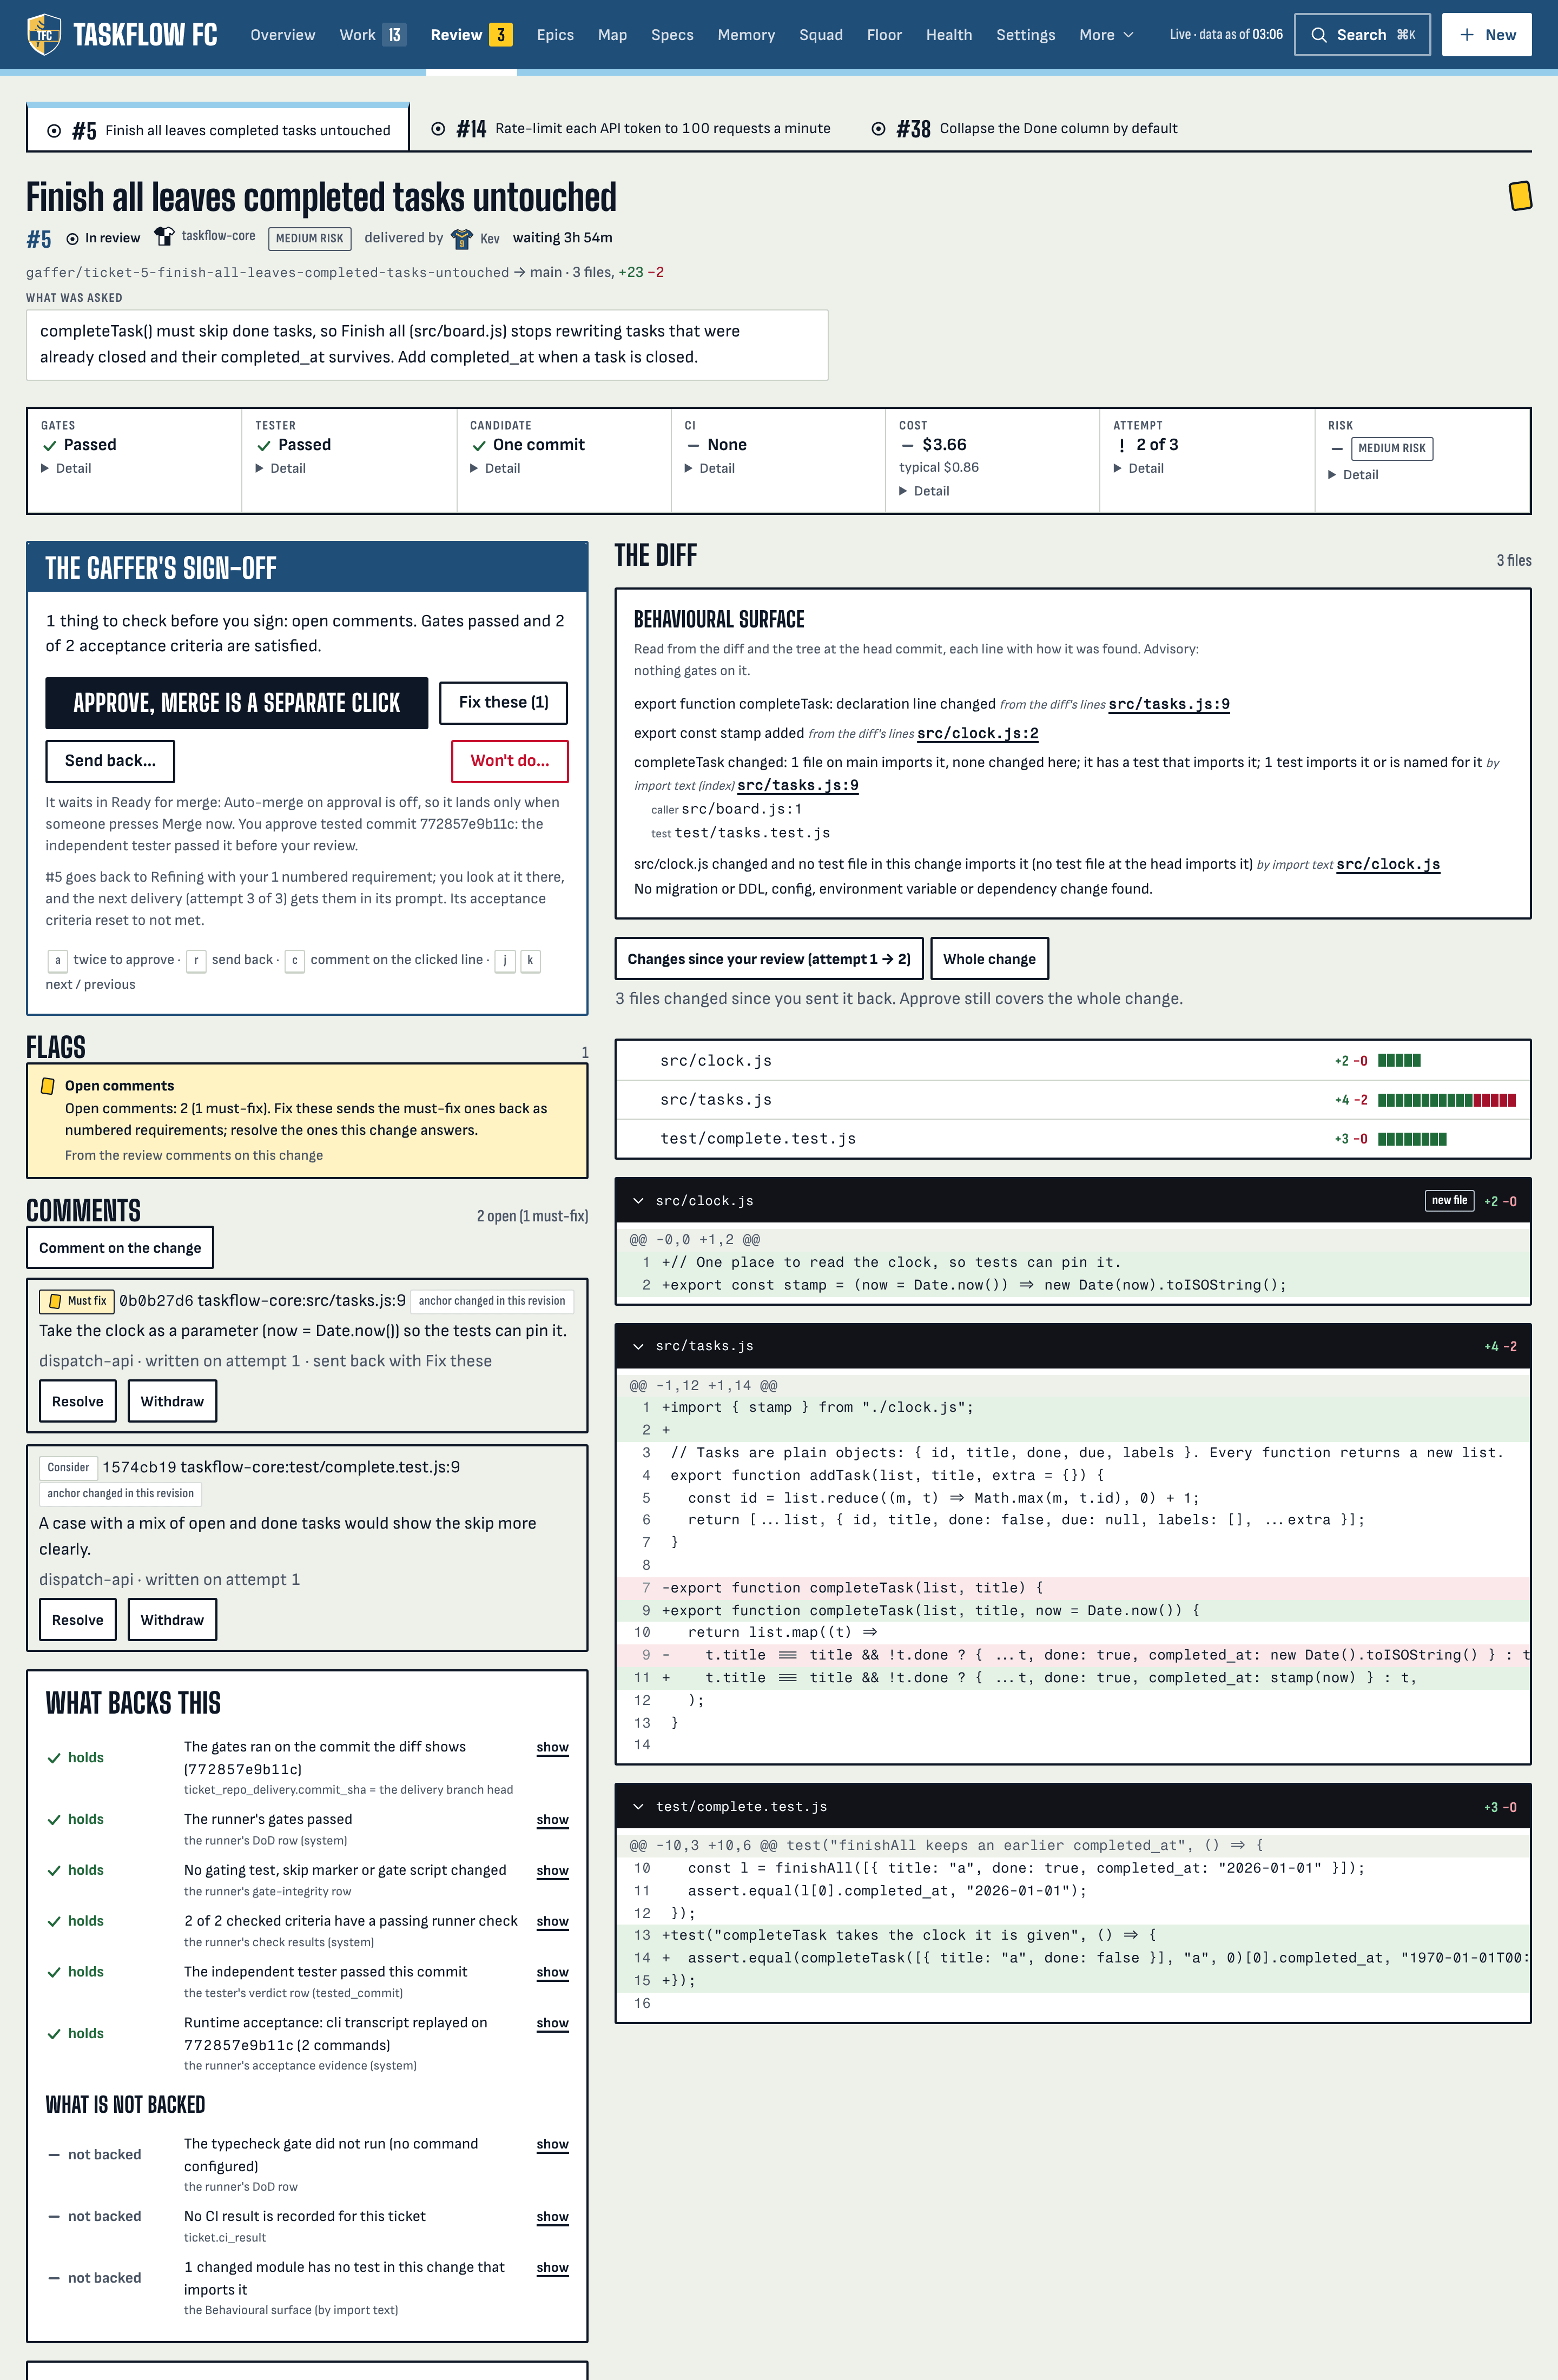 TFC
TASKFLOW FC
Overview
Work 13
Review 3
Epics
Map
Specs
Memory
Squad
Floor
Health
Settings
More
Live · data as of 03:06
Search ⌘K
+ New
#5 Finish all leaves completed tasks untouched
#14 Rate-limit each API token to 100 requests a minute
#38 Collapse the Done column by default
Finish all leaves completed tasks untouched
#5 In review taskflow-core MEDIUM RISK delivered by 9 Kev waiting 3h 54m
gaffer/ticket-5-finish-all-leaves-completed-tasks-untouched → main · 3 files, +23 −2
WHAT WAS ASKED
completeTask() must skip done tasks, so Finish all (src/board.js) stops rewriting tasks that were
already closed and their completed_at survives. Add completed_at when a task is closed.
GATES
Passed
Detail
TESTER
Passed
Detail
CANDIDATE
One commit
Detail
CI
– None
Detail
COST
– $3.66
typical $0.86
Detail
ATTEMPT
! 2 of 3
Detail
RISK
– MEDIUM RISK
Detail
THE GAFFER'S SIGN-OFF
1 thing to check before you sign: open comments. Gates passed and 2
of 2 acceptance criteria are satisfied.
APPROVE, MERGE IS A SEPARATE CLICK
Fix these (1)
Send back...
Won't do...
It waits in Ready for merge: Auto-merge on approval is off, so it lands only when
someone presses Merge now. You approve tested commit 772857e9b11c: the
independent tester passed it before your review.
#5 goes back to Refining with your 1 numbered requirement; you look at it there,
and the next delivery (attempt 3 of 3) gets them in its prompt. Its acceptance
criteria reset to not met.
a twice to approve · r send back · c comment on the clicked line · j k
next / previous
FLAGS
1
Open comments
Open comments: 2 (1 must-fix). Fix these sends the must-fix ones back as
numbered requirements; resolve the ones this change answers.
From the review comments on this change
COMMENTS
2 open (1 must-fix)
Comment on the change
Must fix 0b0b27d6 taskflow-core:src/tasks.js:9 anchor changed in this revision
Take the clock as a parameter (now = Date.now()) so the tests can pin it.
dispatch-api · written on attempt 1 · sent back with Fix these
Resolve
Withdraw
Consider 1574cb19 taskflow-core:test/complete.test.js:9
anchor changed in this revision
A case with a mix of open and done tasks would show the skip more
clearly.
dispatch-api · written on attempt 1
Resolve
Withdraw
WHAT BACKS THIS
holds
The gates ran on the commit the diff shows
(772857e9b11c)
ticket_repo_delivery.commit_sha = the delivery branch head
show
holds
The runner's gates passed
the runner's DoD row (system)
show
holds
No gating test, skip marker or gate script changed
the runner's gate-integrity row
show
holds
2 of 2 checked criteria have a passing runner check
the runner's check results (system)
show
holds
The independent tester passed this commit
the tester's verdict row (tested_commit)
show
holds
Runtime acceptance: cli transcript replayed on
772857e9b11c (2 commands)
the runner's acceptance evidence (system)
show
WHAT IS NOT BACKED
– not backed
The typecheck gate did not run (no command
configured)
the runner's DoD row
show
– not backed
No CI result is recorded for this ticket
ticket.ci_result
show
– not backed
1 changed module has no test in this change that
imports it
the Behavioural surface (by import text)
show
THE DIFF
3 files
BEHAVIOURAL SURFACE
Read from the diff and the tree at the head commit, each line with how it was found. Advisory:
nothing gates on it.
export function completeTask: declaration line changed from the diff's lines src/tasks.js:9
export const stamp added from the diff's lines src/clock.js:2
completeTask changed: 1 file on main imports it, none changed here; it has a test that imports it; 1 test imports it or is named for it by
import text (index) src/tasks.js:9
caller src/board.js:1
test test/tasks.test.js
src/clock.js changed and no test file in this change imports it (no test file at the head imports it) by import text src/clock.js
No migration or DDL, config, environment variable or dependency change found.
Changes since your review (attempt 1 → 2)
Whole change
3 files changed since you sent it back. Approve still covers the whole change.
src/clock.js +2 −0
src/tasks.js +4 −2
test/complete.test.js +3 −0
src/clock.js new file +2 −0
@@ -0,0 +1,2 @@
1 +// One place to read the clock, so tests can pin it.
2 +export const stamp = (now = Date.now()) => new Date(now).toISOString();
src/tasks.js +4 −2
@@ -1,12 +1,14 @@
1 +import { stamp } from "./clock.js";
2 +
3 // Tasks are plain objects: { id, title, done, due, labels }. Every function returns a new list.
4 export function addTask(list, title, extra = {}) {
5 const id = list.reduce((m, t) => Math.max(m, t.id), 0) + 1;
6 return [...list, { id, title, done: false, due: null, labels: [], ...extra }];
7 }
8
7 -export function completeTask(list, title) {
9 +export function completeTask(list, title, now = Date.now()) {
10 return list.map((t) =>
9 - t.title === title && !t.done ? { ...t, done: true, completed_at: new Date().toISOString() } : t
11 + t.title === title && !t.done ? { ...t, done: true, completed_at: stamp(now) } : t,
12 );
13 }
14
test/complete.test.js +3 −0
@@ -10,3 +10,6 @@ test("finishAll keeps an earlier completed_at", () => {
10 const l = finishAll([{ title: "a", done: true, completed_at: "2026-01-01" }]);
11 assert.equal(l[0].completed_at, "2026-01-01");
12 });
13 +test("completeTask takes the clock it is given", () => {
14 + assert.equal(completeTask([{ title: "a", done: false }], "a", 0)[0].completed_at, "1970-01-01T00:
15 +});
16